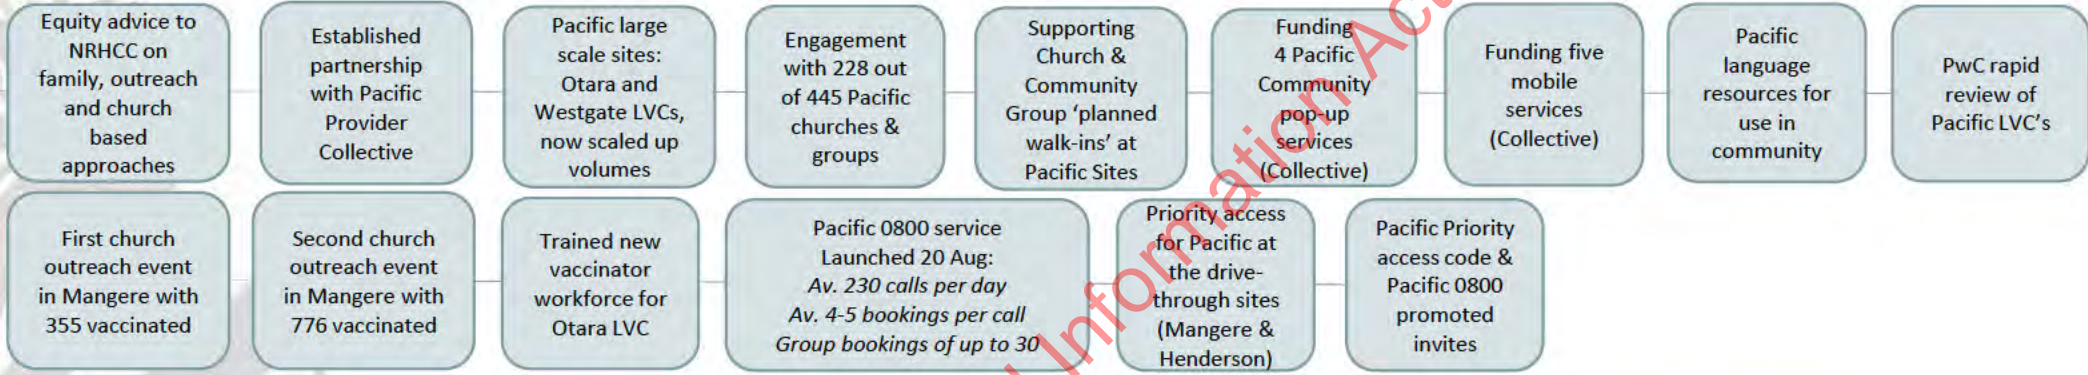 Equity advice to
NRHCC on
family, outreach
and church
based
approaches
Established
partnership
with Pacific
Provider
Collective
Pacific large
scale sites:
Otara and
Westgate LVCs,
now scaled up
volumes
Engagement
with 228 out
of 445 Pacific
churches &
groups
Supporting
Church &
Community
Group ‘planned
walk-ins’ at
Pacific Sites
Funding
4 Pacific
Community
pop-up
services
(Collective)
Funding five
mobile
services
(Collective)
Pacific
language
resources for
use in
community
PwC rapid
review of
Pacific LVC’s
First church
outreach event
in Mangere with
355 vaccinated
Second church
outreach event
in Mangere with
776 vaccinated
Trained new
vaccinator
workforce for
Otara LVC
Pacific 0800 service
Launched 20 Aug:
Av. 230 calls per day
Av. 4-5 bookings per call
Group bookings of up to 30
Priority access
for Pacific at
the drive-
through sites
(Mangere &
Henderson)
Pacific Priority
access code &
Pacific 0800
promoted
invites
Information